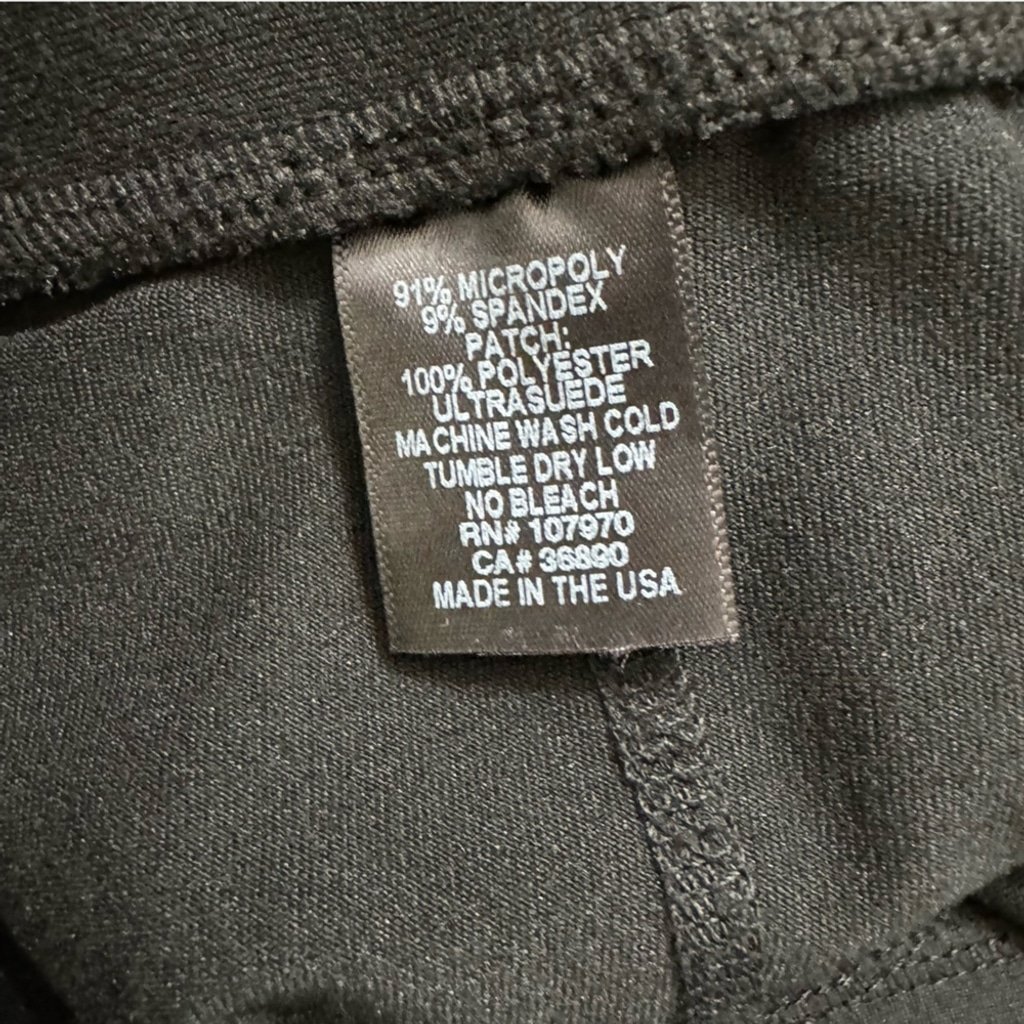 91% MICROPOLY
9% SPANDEX
PATCH:
100% POLYESTER
ULTRASUEDE
MACHINE WASH COLD
TUMBLE DRY LOW
NO BLEACH
RN# 107970
CA# 36890
MADE IN THE USA